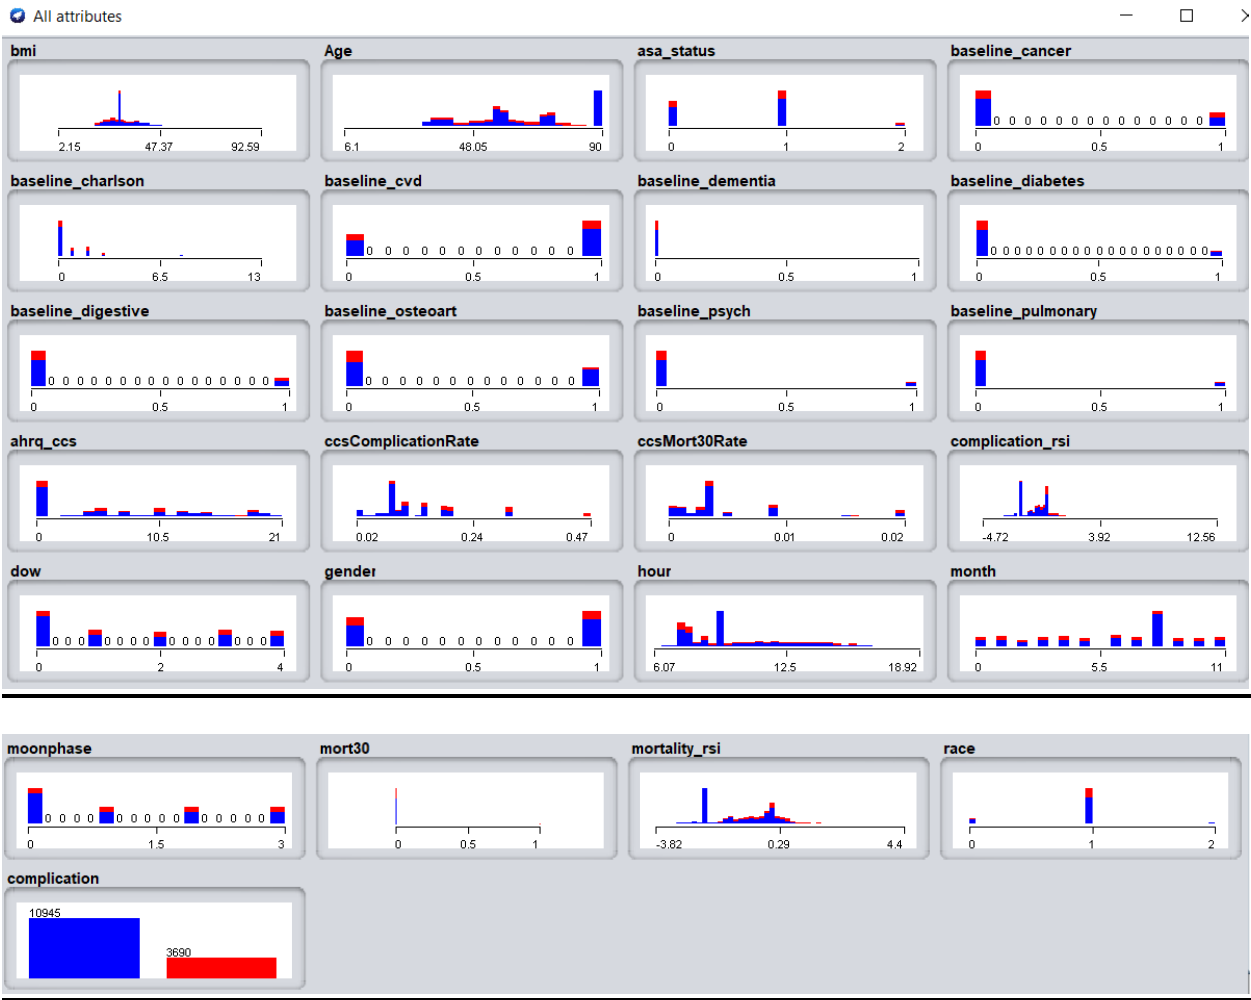 All attributes
bmi Age asa_status baseline_cancer
0 0 0 0 0 0 0 0 0 0 0 0 0 0 0
2.15 47.37 92.59 6.1 48.05 90 0 1 2 0 0.5 1
baseline_charlson baseline_cvd baseline_dementia baseline_diabetes
0 0 0 0 0 0 0 0 0 0 0 0 0 0 0 0 0 0 0 0 0 0 0 0 0 0 0 0 0 0 0
0 6.5 13 0 0.5 1 0 0.5 1 0 0.5 1
baseline_digestive baseline_osteoart baseline_psych baseline_pulmonary
0 0 0 0 0 0 0 0 0 0 0 0 0 0 0 0 0 0 0 0 0 0 0 0 0 0 0 0
0 0.5 1 0 0.5 1 0 0.5 1 0 0.5 1
ahrq_ccs ccsComplicationRate ccsMort30Rate complication_rsi
0 10.5 21 0.02 0.24 0.47 0 0.01 0.02 -4.72 3.92 12.56
dow gender hour month
0 0 0 0 0 0 0 0 0 0 0 0 0 0 0 0 0 0 0 0 0 0 0 0 0 0
0 2 4 0 0.5 1 6.07 12.5 18.92 0 5.5 11
moonphase mort30 mortality_rsi race
0 0 0 0 0 0 0 0 0 0 0 0 0 0
0 1.5 3 0 0.5 1 -3.82 0.29 4.4 0 1 2
complication
10945
3690